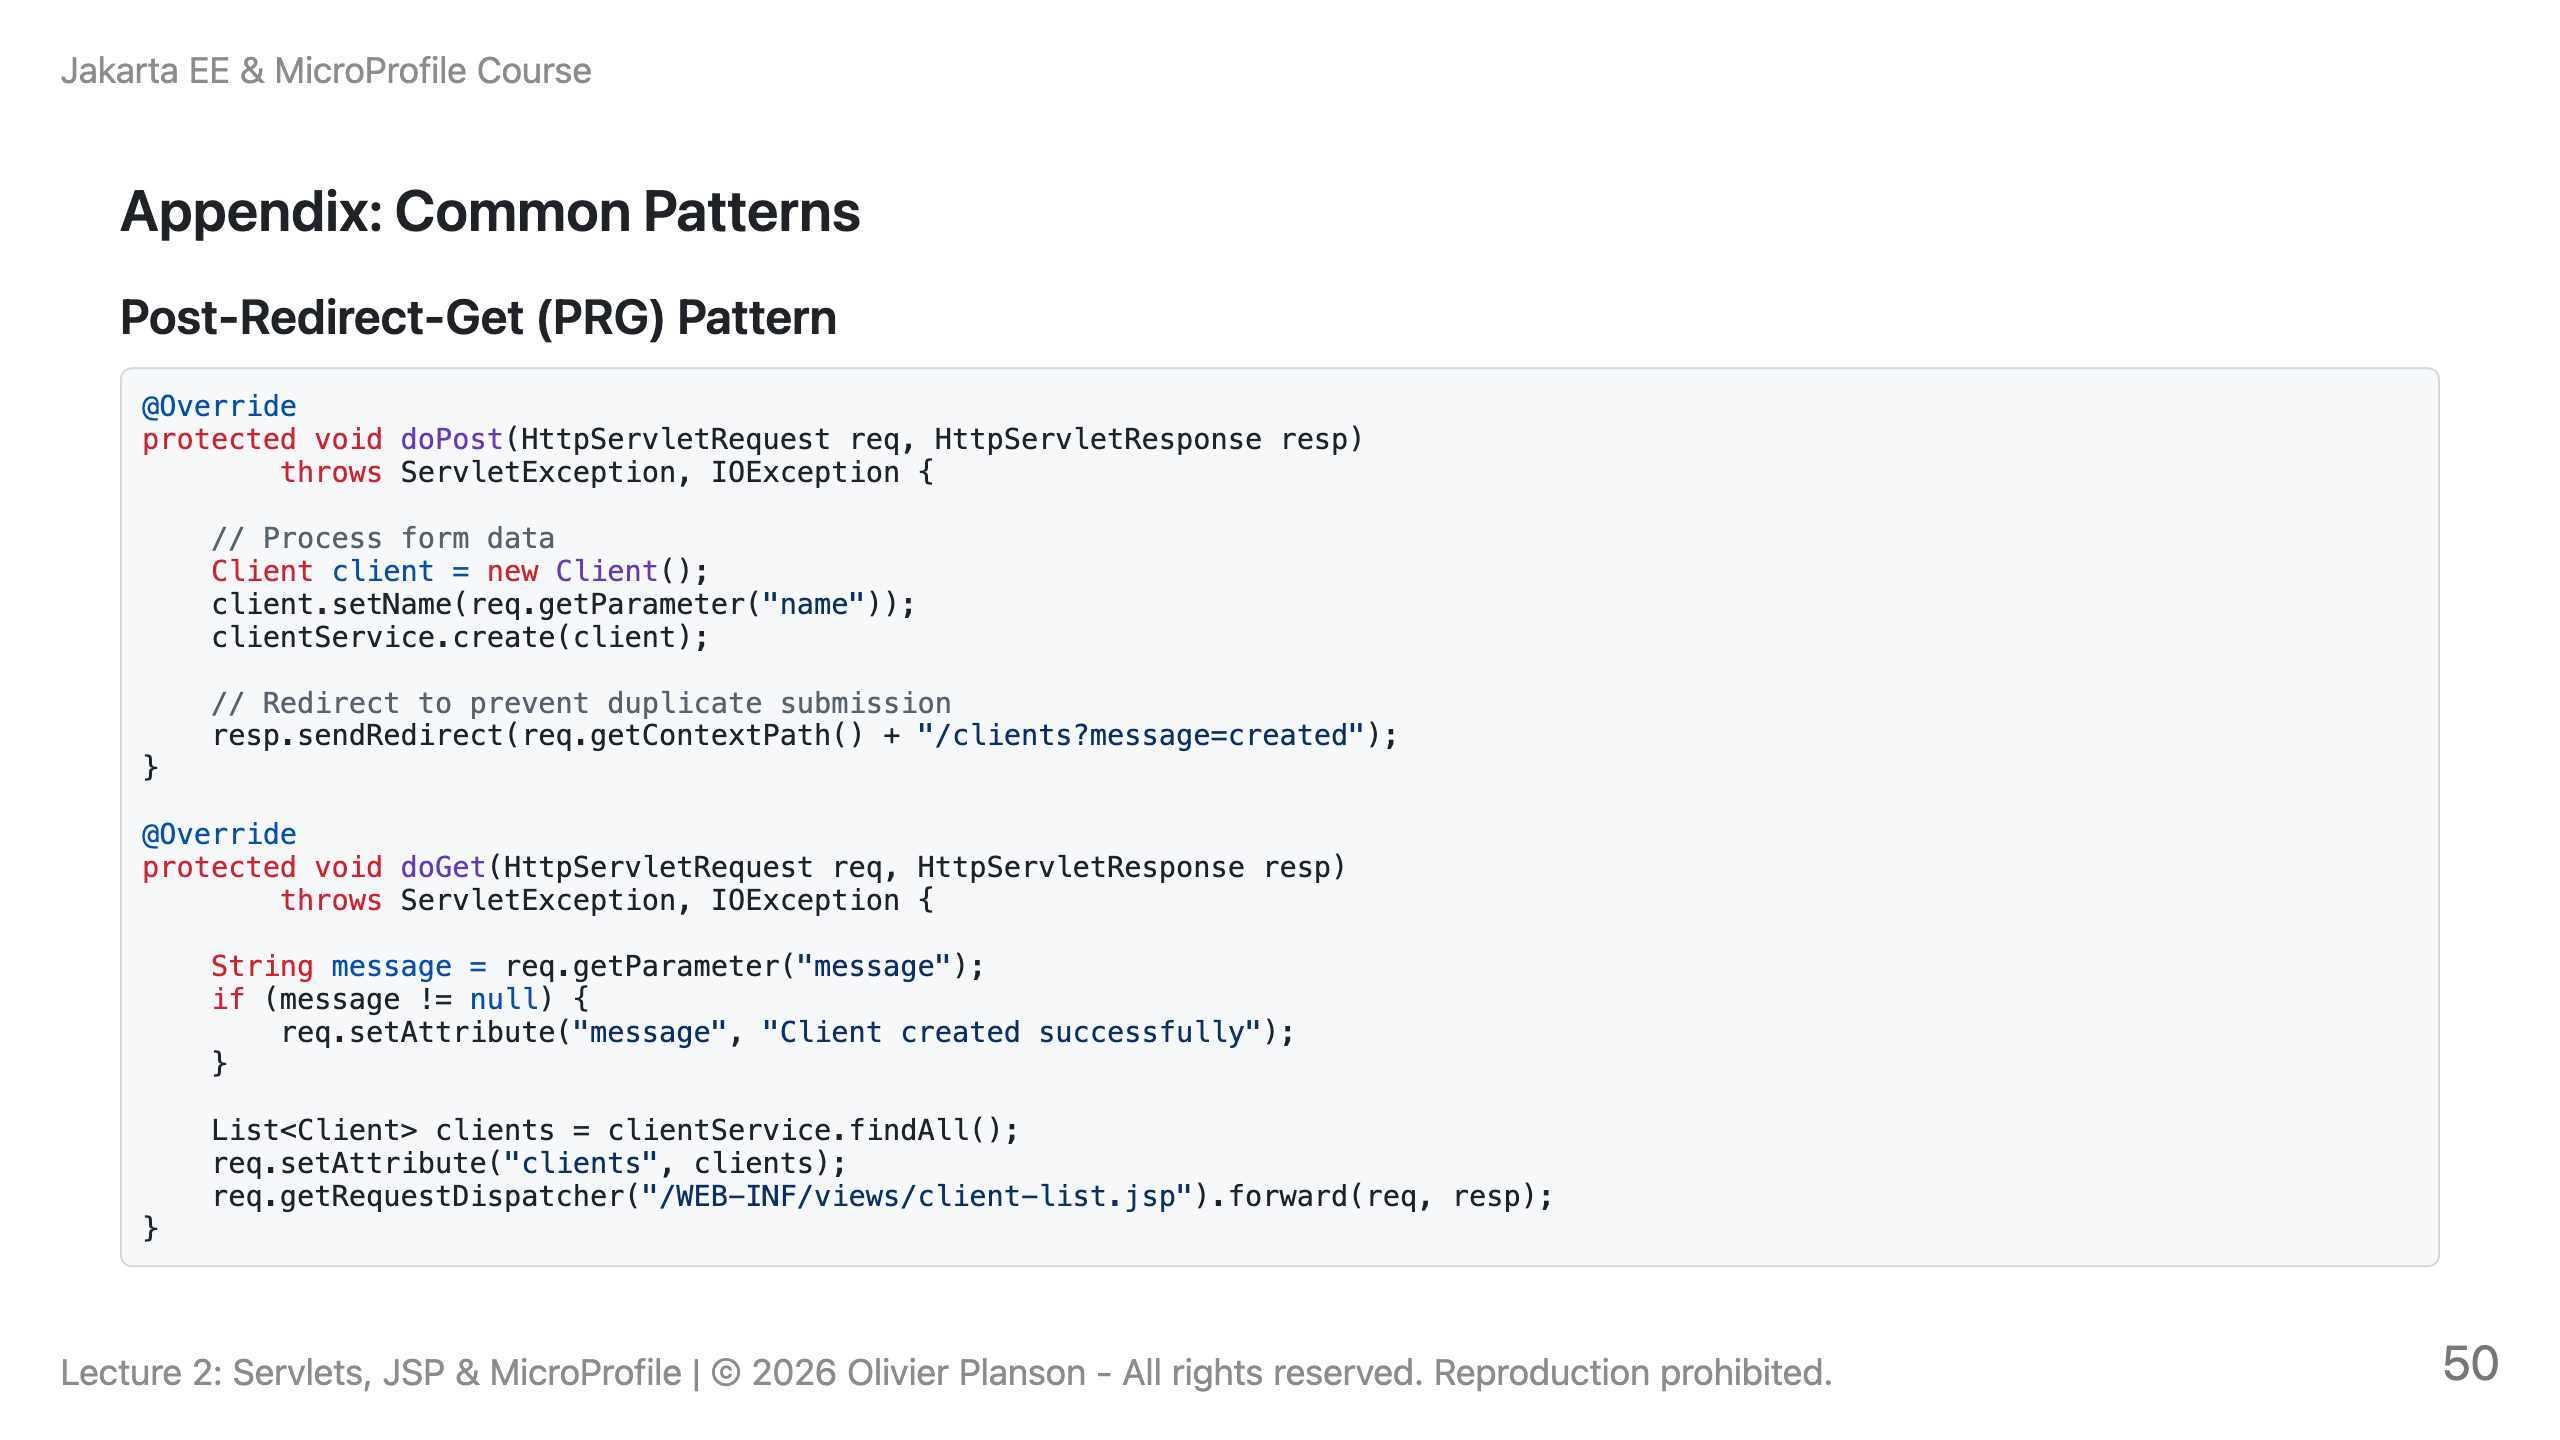 Jakarta EE & MicroProfile Course
Appendix: Common Patterns
Post-Redirect-Get (PRG) Pattern
@Override
protected void doPost(HttpServletRequest req, HttpServletResponse resp)
        throws ServletException, IOException {

    // Process form data
    Client client = new Client();
    client.setName(req.getParameter("name"));
    clientService.create(client);

    // Redirect to prevent duplicate submission
    resp.sendRedirect(req.getContextPath() + "/clients?message=created");
}

@Override
protected void doGet(HttpServletRequest req, HttpServletResponse resp)
        throws ServletException, IOException {

    String message = req.getParameter("message");
    if (message != null) {
        req.setAttribute("message", "Client created successfully");
    }

    List<Client> clients = clientService.findAll();
    req.setAttribute("clients", clients);
    req.getRequestDispatcher("/WEB-INF/views/client-list.jsp").forward(req, resp);
}
Lecture 2: Servlets, JSP & MicroProfile | © 2026 Olivier Planson - All rights reserved. Reproduction prohibited.
50